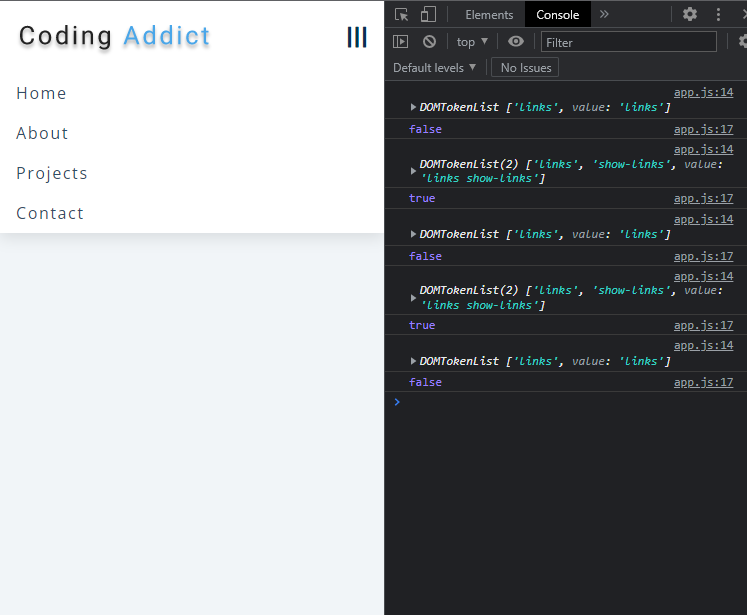 Coding Addict
Home
About
Projects
Contact
Elements Console »
top ▼ Filter
Default levels ▼ No Issues
app.js:14
▶ DOMTokenList ['links', value: 'links']
false app.js:17
app.js:14
▶ DOMTokenList(2) ['links', 'show-links', value:
'links show-links']
true app.js:17
app.js:14
▶ DOMTokenList ['links', value: 'links']
false app.js:17
app.js:14
▶ DOMTokenList(2) ['links', 'show-links', value:
'links show-links']
true app.js:17
app.js:14
▶ DOMTokenList ['links', value: 'links']
false app.js:17
>